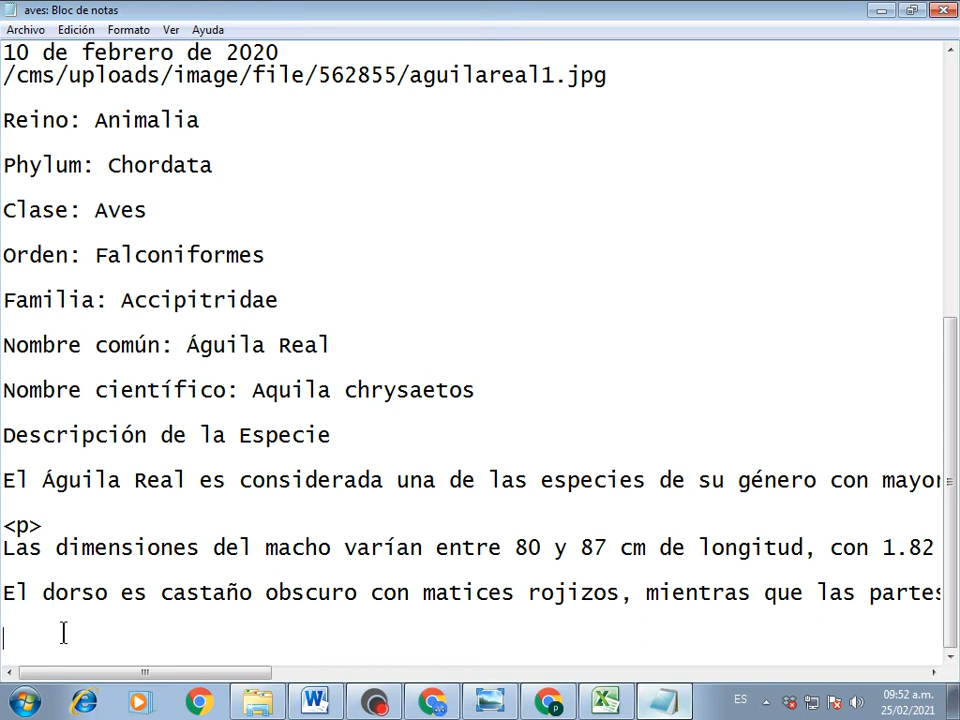 aves: Bloc de notas
Archivo Edición Formato Ver Ayuda
10 de febrero de 2020
/cms/uploads/image/file/562855/aguilareal1.jpg
Reino: Animalia
Phylum: Chordata
Clase: Aves
Orden: Falconiformes
Familia: Accipitridae
Nombre común: Águila Real
Nombre científico: Aquila chrysaetos
Descripción de la Especie
El Águila Real es considerada una de las especies de su género con mayor
<p>
Las dimensiones del macho varían entre 80 y 87 cm de longitud, con 1.82
El dorso es castaño obscuro con matices rojizos, mientras que las partes
ES
09:52 a.m.
25/02/2021